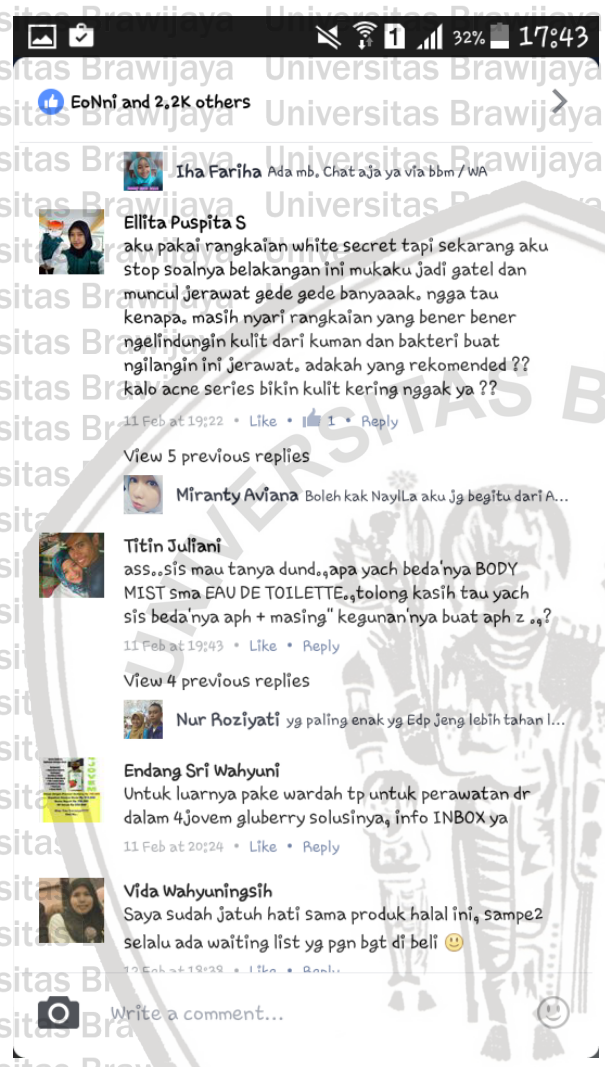 32% 17:43
EoNni and 2,2K others
Iha Fariha Ada mb. Chat aja ya via bbm / WA
Ellita Puspita S
aku pakai rangkaian white secret tapi sekarang aku
stop soalnya belakangan ini mukaku jadi gatel dan
muncul jerawat gede gede banyaaak. ngga tau
kenapa. masih nyari rangkaian yang bener bener
ngelindungin kulit dari kuman dan bakteri buat
ngilangin ini jerawat. adakah yang rekomended ??
kalo acne series bikin kulit kering nggak ya ??
11 Feb at 19:22 • Like • 1 • Reply
View 5 previous replies
Miranty Aviana Boleh kak NaylLa aku jg begitu dari A...
Titin Juliani
ass..sis mau tanya dund.,apa yach beda'nya BODY
MIST sma EAU DE TOILETTE.,tolong kasih tau yach
sis beda'nya aph + masing" kegunan'nya buat aph z .,?
11 Feb at 19:43 • Like • Reply
View 4 previous replies
Nur Roziyati yg paling enak yg Edp jeng lebih tahan l...
Endang Sri Wahyuni
Untuk luarnya pake wardah tp untuk perawatan dr
dalam 4jovem gluberry solusinya, info INBOX ya
11 Feb at 20:24 • Like • Reply
Vida Wahyuningsih
Saya sudah jatuh hati sama produk halal ini, sampe2
selalu ada waiting list yg pgn bgt di beli
12 Feb at 18:38 • Like • Reply
Write a comment...
Universitas Brawijaya
UNIVERSITAS B